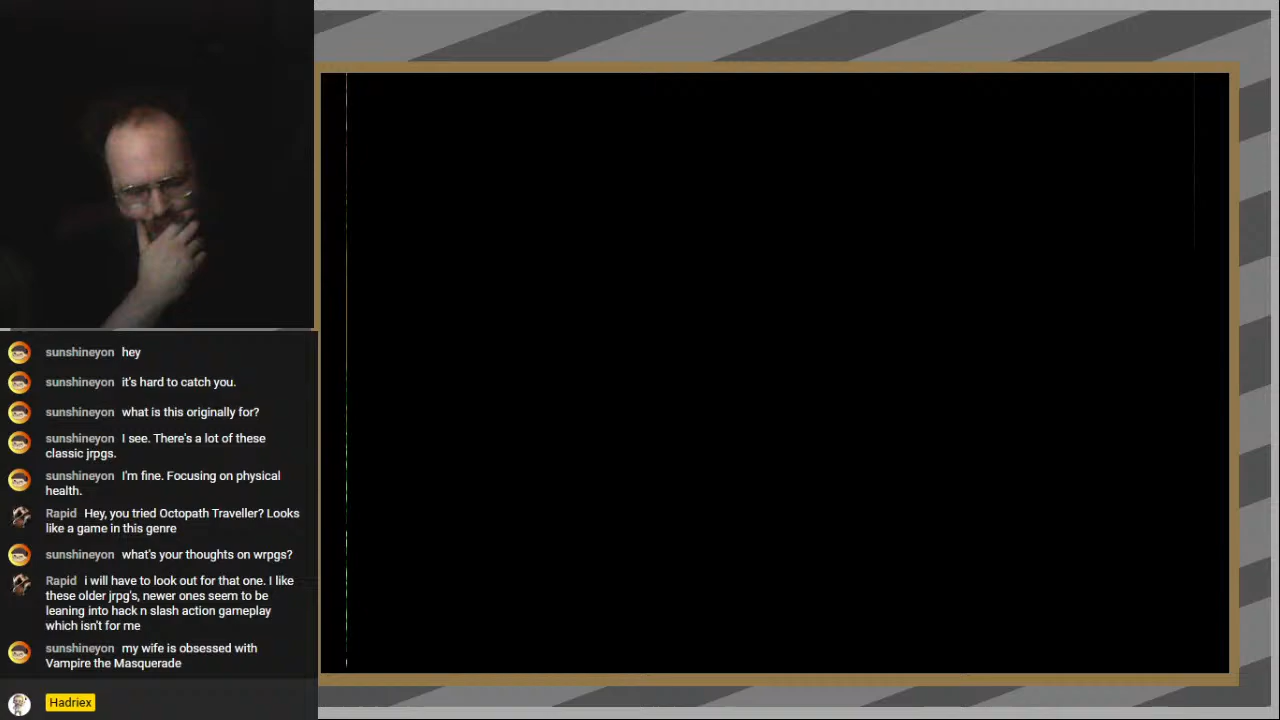 sunshineyon hey
sunshineyon it's hard to catch you.
sunshineyon what is this originally for?
sunshineyon I see. There's a lot of these
classic jrpgs.
sunshineyon I'm fine. Focusing on physical
health.
Rapid Hey, you tried Octopath Traveller? Looks
like a game in this genre
sunshineyon what's your thoughts on wrpgs?
Rapid i will have to look out for that one. I like
these older jrpg's, newer ones seem to be
leaning into hack n slash action gameplay
which isn't for me
sunshineyon my wife is obsessed with
Vampire the Masquerade
Hadriex